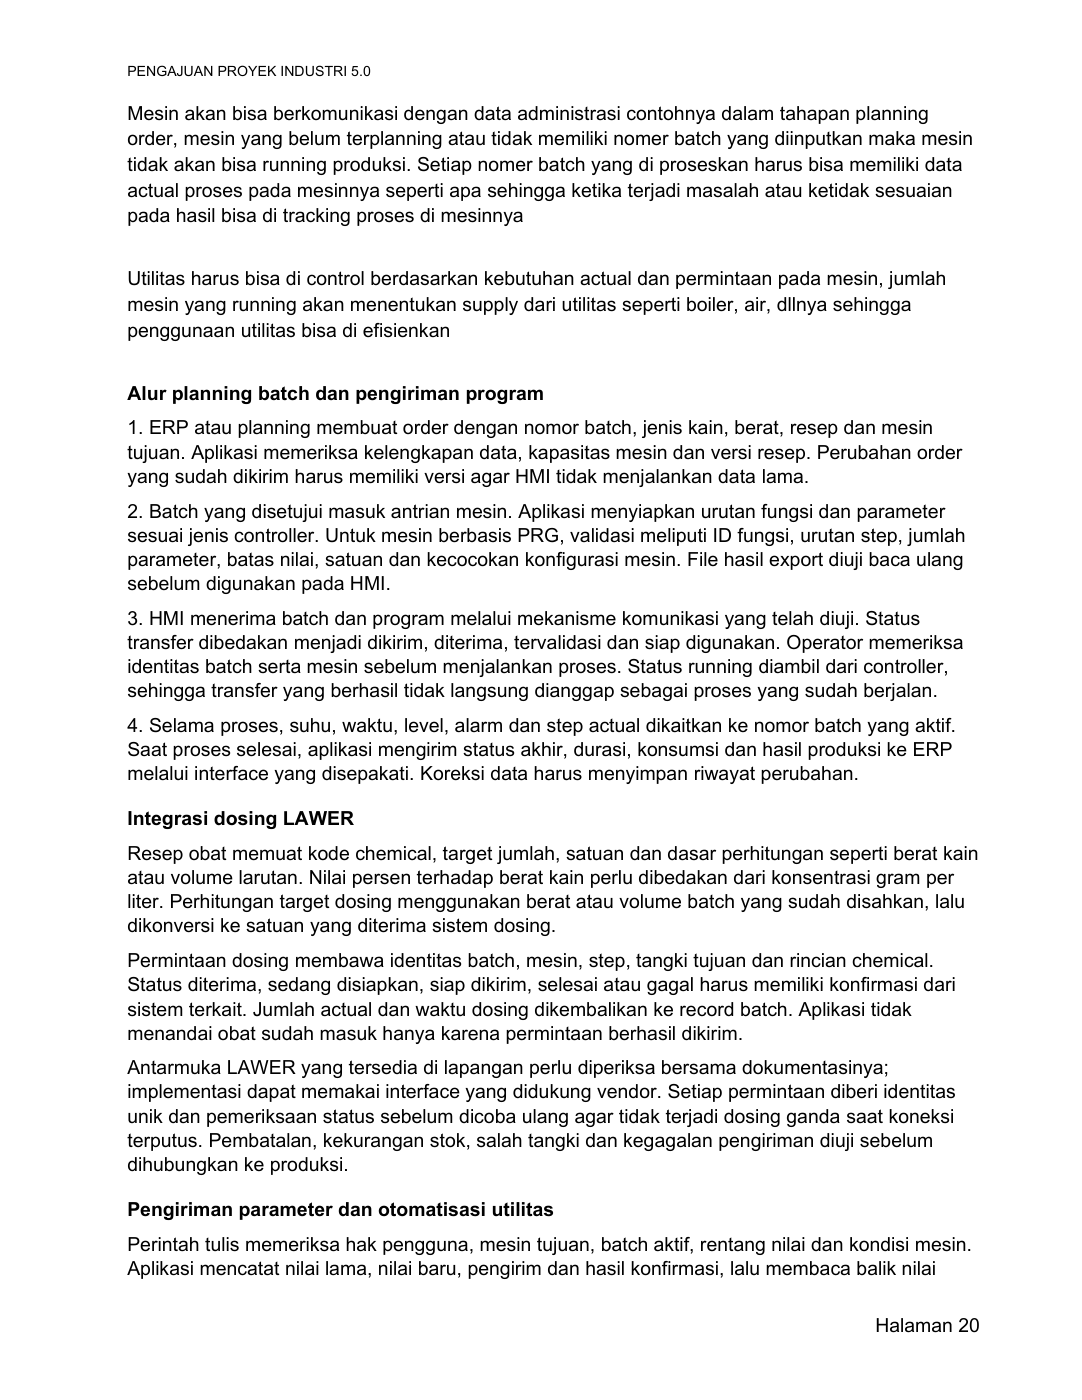 PENGAJUAN PROYEK INDUSTRI 5.0
Mesin akan bisa berkomunikasi dengan data administrasi contohnya dalam tahapan planning
order, mesin yang belum terplanning atau tidak memiliki nomer batch yang diinputkan maka mesin
tidak akan bisa running produksi. Setiap nomer batch yang di proseskan harus bisa memiliki data
actual proses pada mesinnya seperti apa sehingga ketika terjadi masalah atau ketidak sesuaian
pada hasil bisa di tracking proses di mesinnya
Utilitas harus bisa di control berdasarkan kebutuhan actual dan permintaan pada mesin, jumlah
mesin yang running akan menentukan supply dari utilitas seperti boiler, air, dllnya sehingga
penggunaan utilitas bisa di efisienkan
Alur planning batch dan pengiriman program
1. ERP atau planning membuat order dengan nomor batch, jenis kain, berat, resep dan mesin
tujuan. Aplikasi memeriksa kelengkapan data, kapasitas mesin dan versi resep. Perubahan order
yang sudah dikirim harus memiliki versi agar HMI tidak menjalankan data lama.
2. Batch yang disetujui masuk antrian mesin. Aplikasi menyiapkan urutan fungsi dan parameter
sesuai jenis controller. Untuk mesin berbasis PRG, validasi meliputi ID fungsi, urutan step, jumlah
parameter, batas nilai, satuan dan kecocokan konfigurasi mesin. File hasil export diuji baca ulang
sebelum digunakan pada HMI.
3. HMI menerima batch dan program melalui mekanisme komunikasi yang telah diuji. Status
transfer dibedakan menjadi dikirim, diterima, tervalidasi dan siap digunakan. Operator memeriksa
identitas batch serta mesin sebelum menjalankan proses. Status running diambil dari controller,
sehingga transfer yang berhasil tidak langsung dianggap sebagai proses yang sudah berjalan.
4. Selama proses, suhu, waktu, level, alarm dan step actual dikaitkan ke nomor batch yang aktif.
Saat proses selesai, aplikasi mengirim status akhir, durasi, konsumsi dan hasil produksi ke ERP
melalui interface yang disepakati. Koreksi data harus menyimpan riwayat perubahan.
Integrasi dosing LAWER
Resep obat memuat kode chemical, target jumlah, satuan dan dasar perhitungan seperti berat kain
atau volume larutan. Nilai persen terhadap berat kain perlu dibedakan dari konsentrasi gram per
liter. Perhitungan target dosing menggunakan berat atau volume batch yang sudah disahkan, lalu
dikonversi ke satuan yang diterima sistem dosing.
Permintaan dosing membawa identitas batch, mesin, step, tangki tujuan dan rincian chemical.
Status diterima, sedang disiapkan, siap dikirim, selesai atau gagal harus memiliki konfirmasi dari
sistem terkait. Jumlah actual dan waktu dosing dikembalikan ke record batch. Aplikasi tidak
menandai obat sudah masuk hanya karena permintaan berhasil dikirim.
Antarmuka LAWER yang tersedia di lapangan perlu diperiksa bersama dokumentasinya;
implementasi dapat memakai interface yang didukung vendor. Setiap permintaan diberi identitas
unik dan pemeriksaan status sebelum dicoba ulang agar tidak terjadi dosing ganda saat koneksi
terputus. Pembatalan, kekurangan stok, salah tangki dan kegagalan pengiriman diuji sebelum
dihubungkan ke produksi.
Pengiriman parameter dan otomatisasi utilitas
Perintah tulis memeriksa hak pengguna, mesin tujuan, batch aktif, rentang nilai dan kondisi mesin.
Aplikasi mencatat nilai lama, nilai baru, pengirim dan hasil konfirmasi, lalu membaca balik nilai
Halaman 20